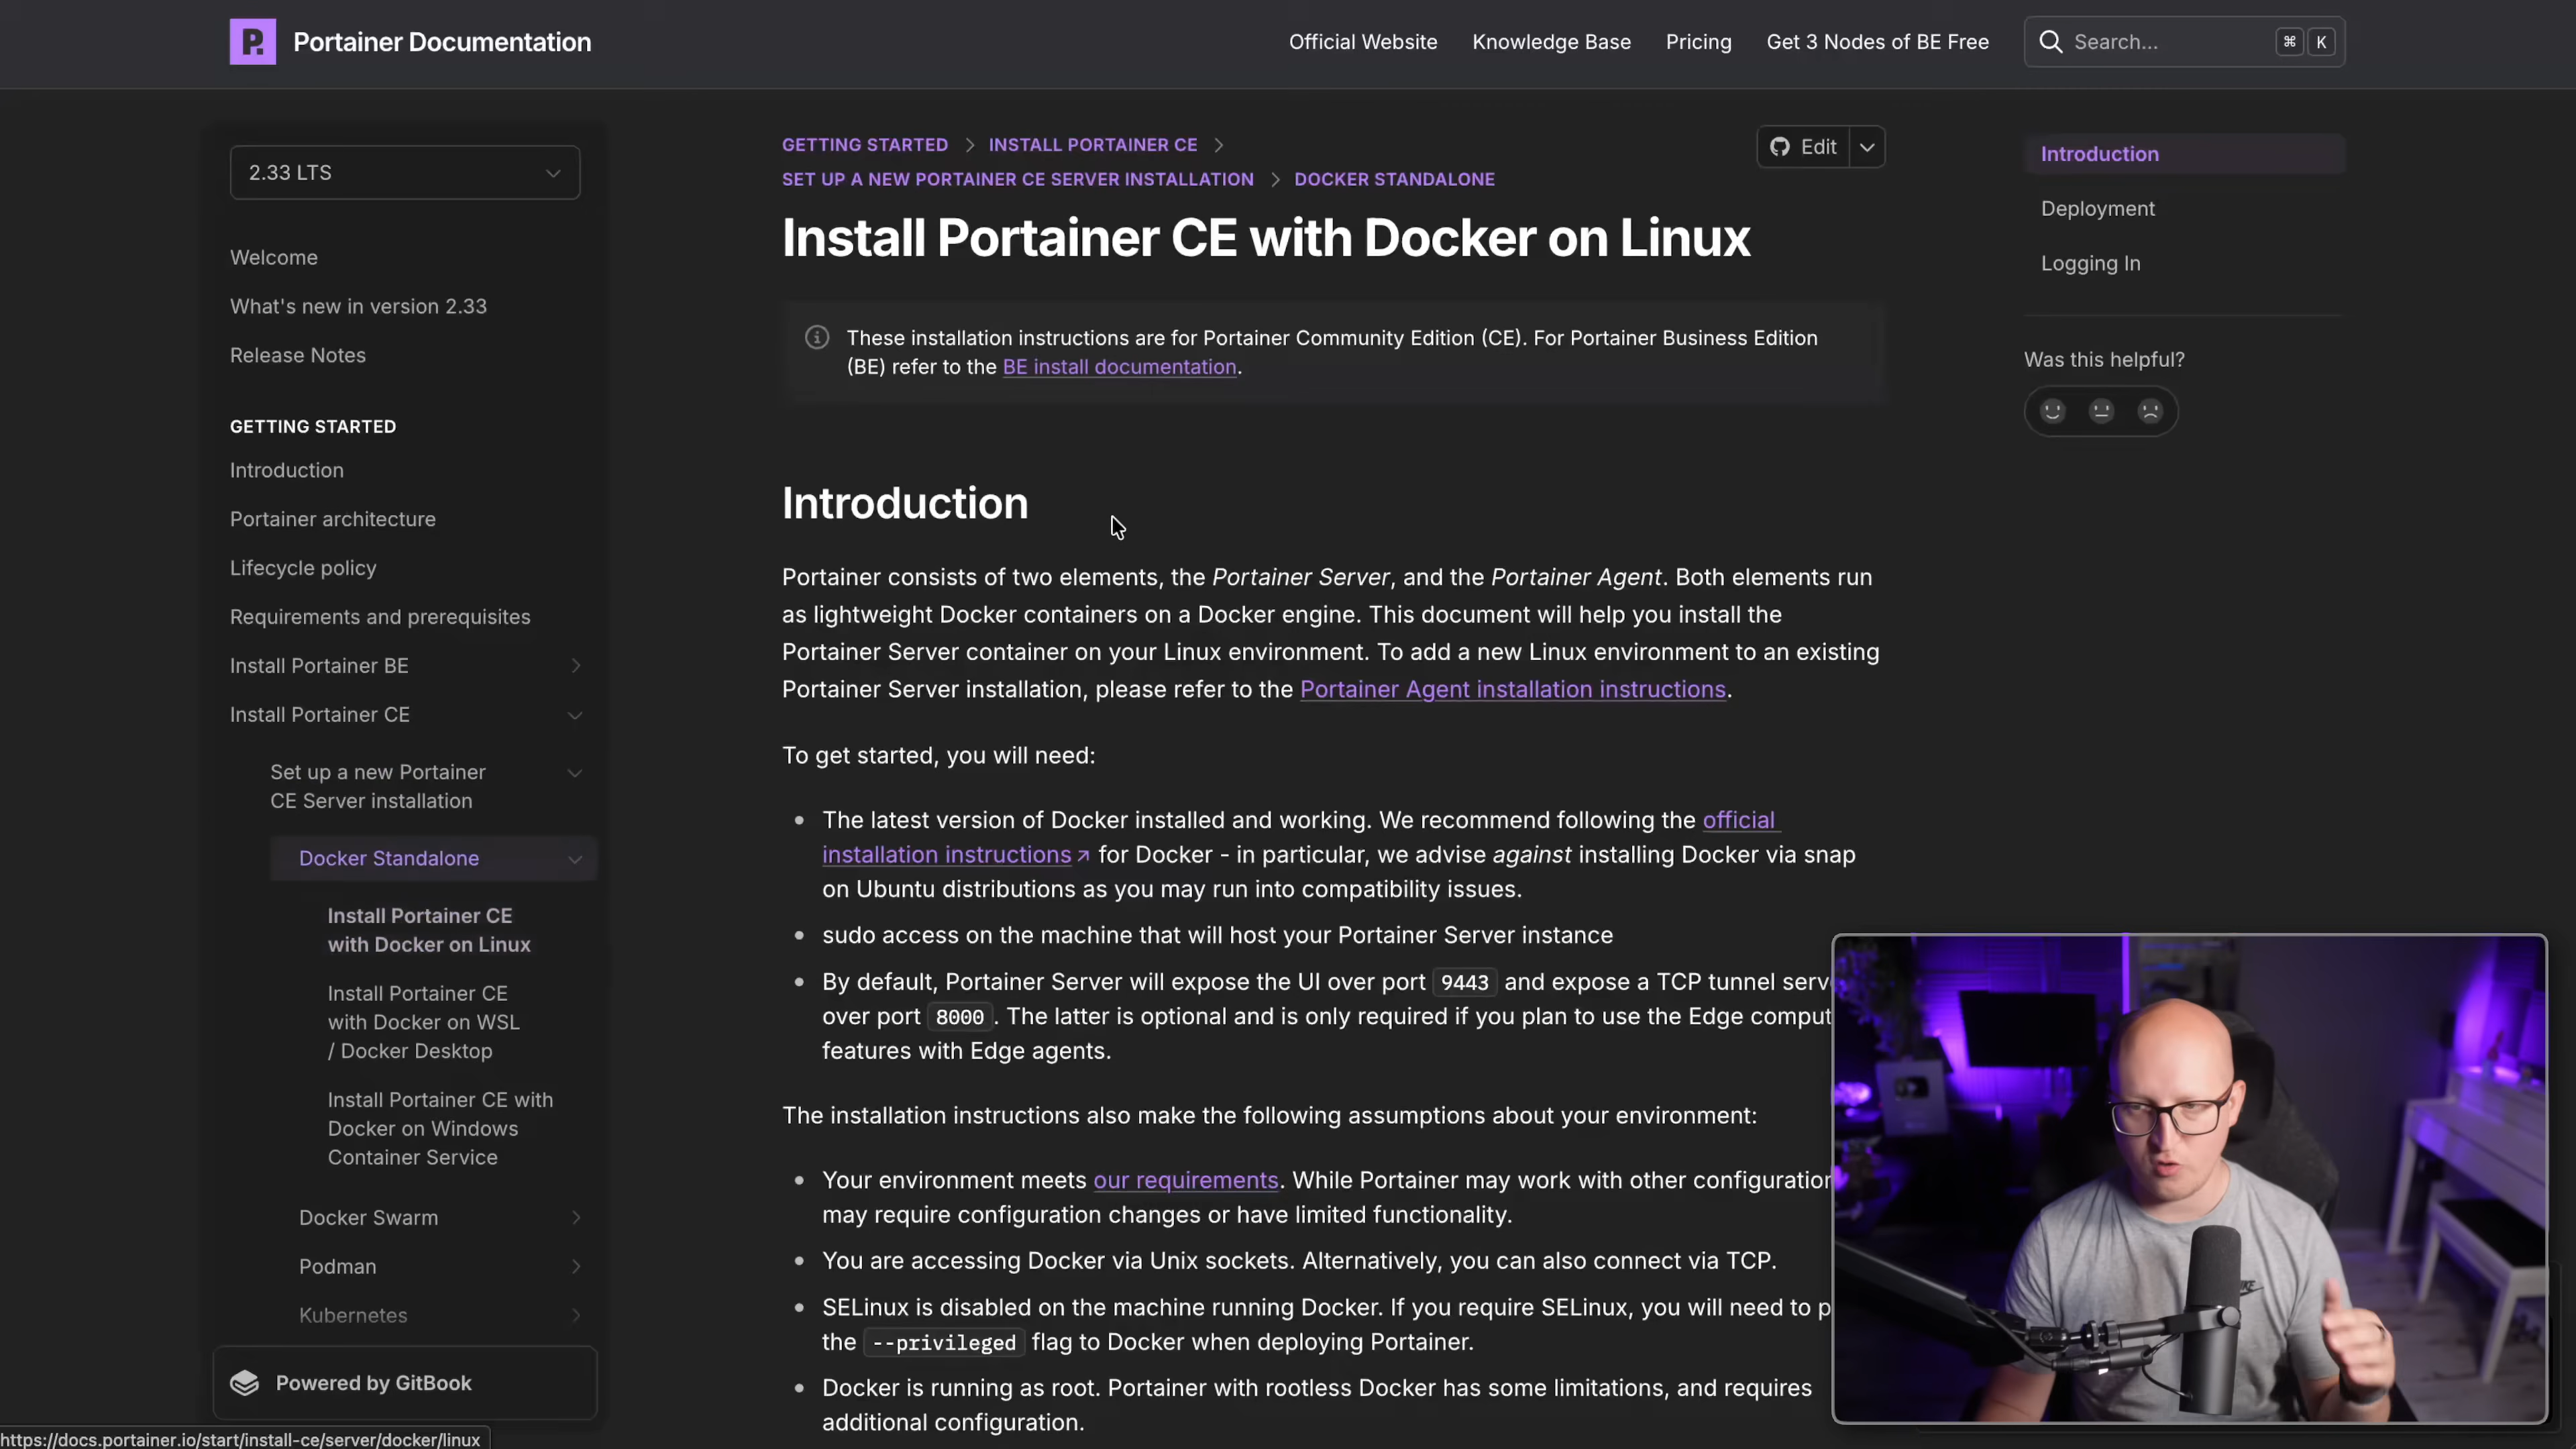 Portainer Documentation
Official Website
Knowledge Base
Pricing
Get 3 Nodes of BE Free
Search...
⌘ K
2.33 LTS
Welcome
What's new in version 2.33
Release Notes
GETTING STARTED
Introduction
Portainer architecture
Lifecycle policy
Requirements and prerequisites
Install Portainer BE
Install Portainer CE
Set up a new Portainer
CE Server installation
Docker Standalone
Install Portainer CE
with Docker on Linux
Install Portainer CE
with Docker on WSL
/ Docker Desktop
Install Portainer CE with
Docker on Windows
Container Service
Docker Swarm
Podman
Kubernetes
Powered by GitBook
https://docs.portainer.io/start/install-ce/server/docker/linux
GETTING STARTED > INSTALL PORTAINER CE >
SET UP A NEW PORTAINER CE SERVER INSTALLATION > DOCKER STANDALONE
Edit
Install Portainer CE with Docker on Linux
These installation instructions are for Portainer Community Edition (CE). For Portainer Business Edition
(BE) refer to the BE install documentation.
Introduction
Portainer consists of two elements, the Portainer Server, and the Portainer Agent. Both elements run
as lightweight Docker containers on a Docker engine. This document will help you install the
Portainer Server container on your Linux environment. To add a new Linux environment to an existing
Portainer Server installation, please refer to the Portainer Agent installation instructions.
To get started, you will need:
The latest version of Docker installed and working. We recommend following the official
installation instructions for Docker - in particular, we advise against installing Docker via snap
on Ubuntu distributions as you may run into compatibility issues.
sudo access on the machine that will host your Portainer Server instance
By default, Portainer Server will expose the UI over port 9443 and expose a TCP tunnel serv
over port 8000. The latter is optional and is only required if you plan to use the Edge comput
features with Edge agents.
The installation instructions also make the following assumptions about your environment:
Your environment meets our requirements. While Portainer may work with other configuration
may require configuration changes or have limited functionality.
You are accessing Docker via Unix sockets. Alternatively, you can also connect via TCP.
SELinux is disabled on the machine running Docker. If you require SELinux, you will need to p
the --privileged flag to Docker when deploying Portainer.
Docker is running as root. Portainer with rootless Docker has some limitations, and requires
additional configuration.
Introduction
Deployment
Logging In
Was this helpful?